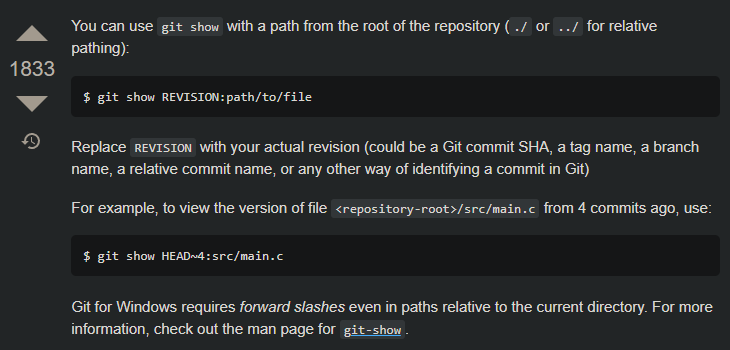 You can use git show with a path from the root of the repository ( ./ or ../ for relative
pathing):
1833
$ git show REVISION:path/to/file
Replace REVISION with your actual revision (could be a Git commit SHA, a tag name, a branch
name, a relative commit name, or any other way of identifying a commit in Git)
For example, to view the version of file <repository-root>/src/main.c from 4 commits ago, use:
$ git show HEAD~4:src/main.c
Git for Windows requires forward slashes even in paths relative to the current directory. For more
information, check out the man page for git-show.